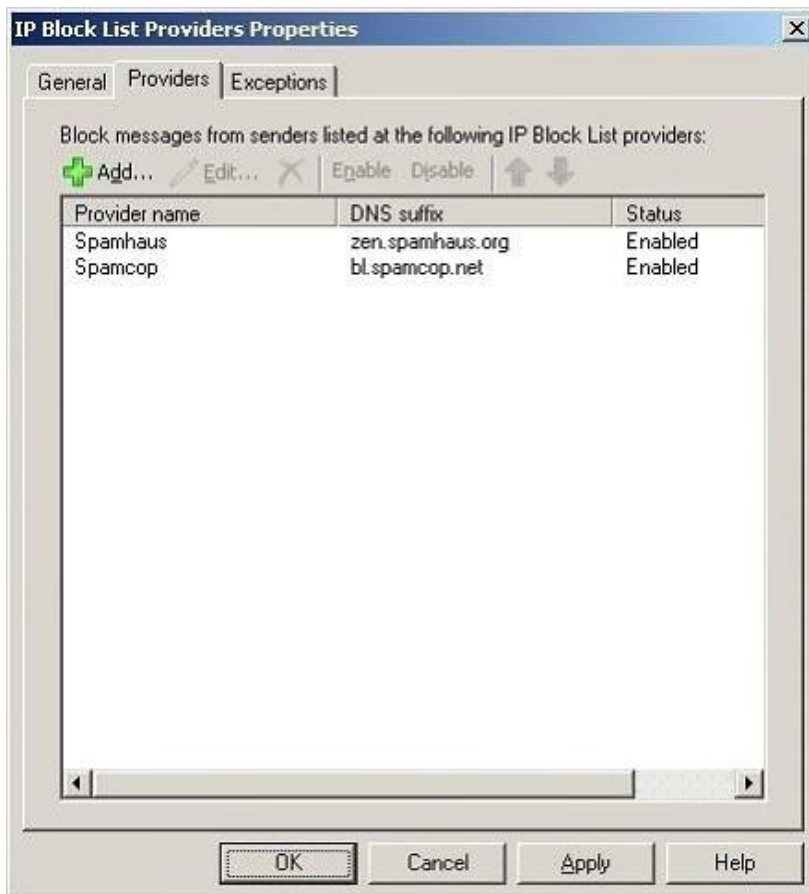 IP Block List Providers Properties
General Providers Exceptions
Block messages from senders listed at the following IP Block List providers:
Add... Edit... Enable Disable
Provider name DNS suffix Status
Spamhaus zen.spamhaus.org Enabled
Spamcop bl.spamcop.net Enabled
OK Cancel Apply Help